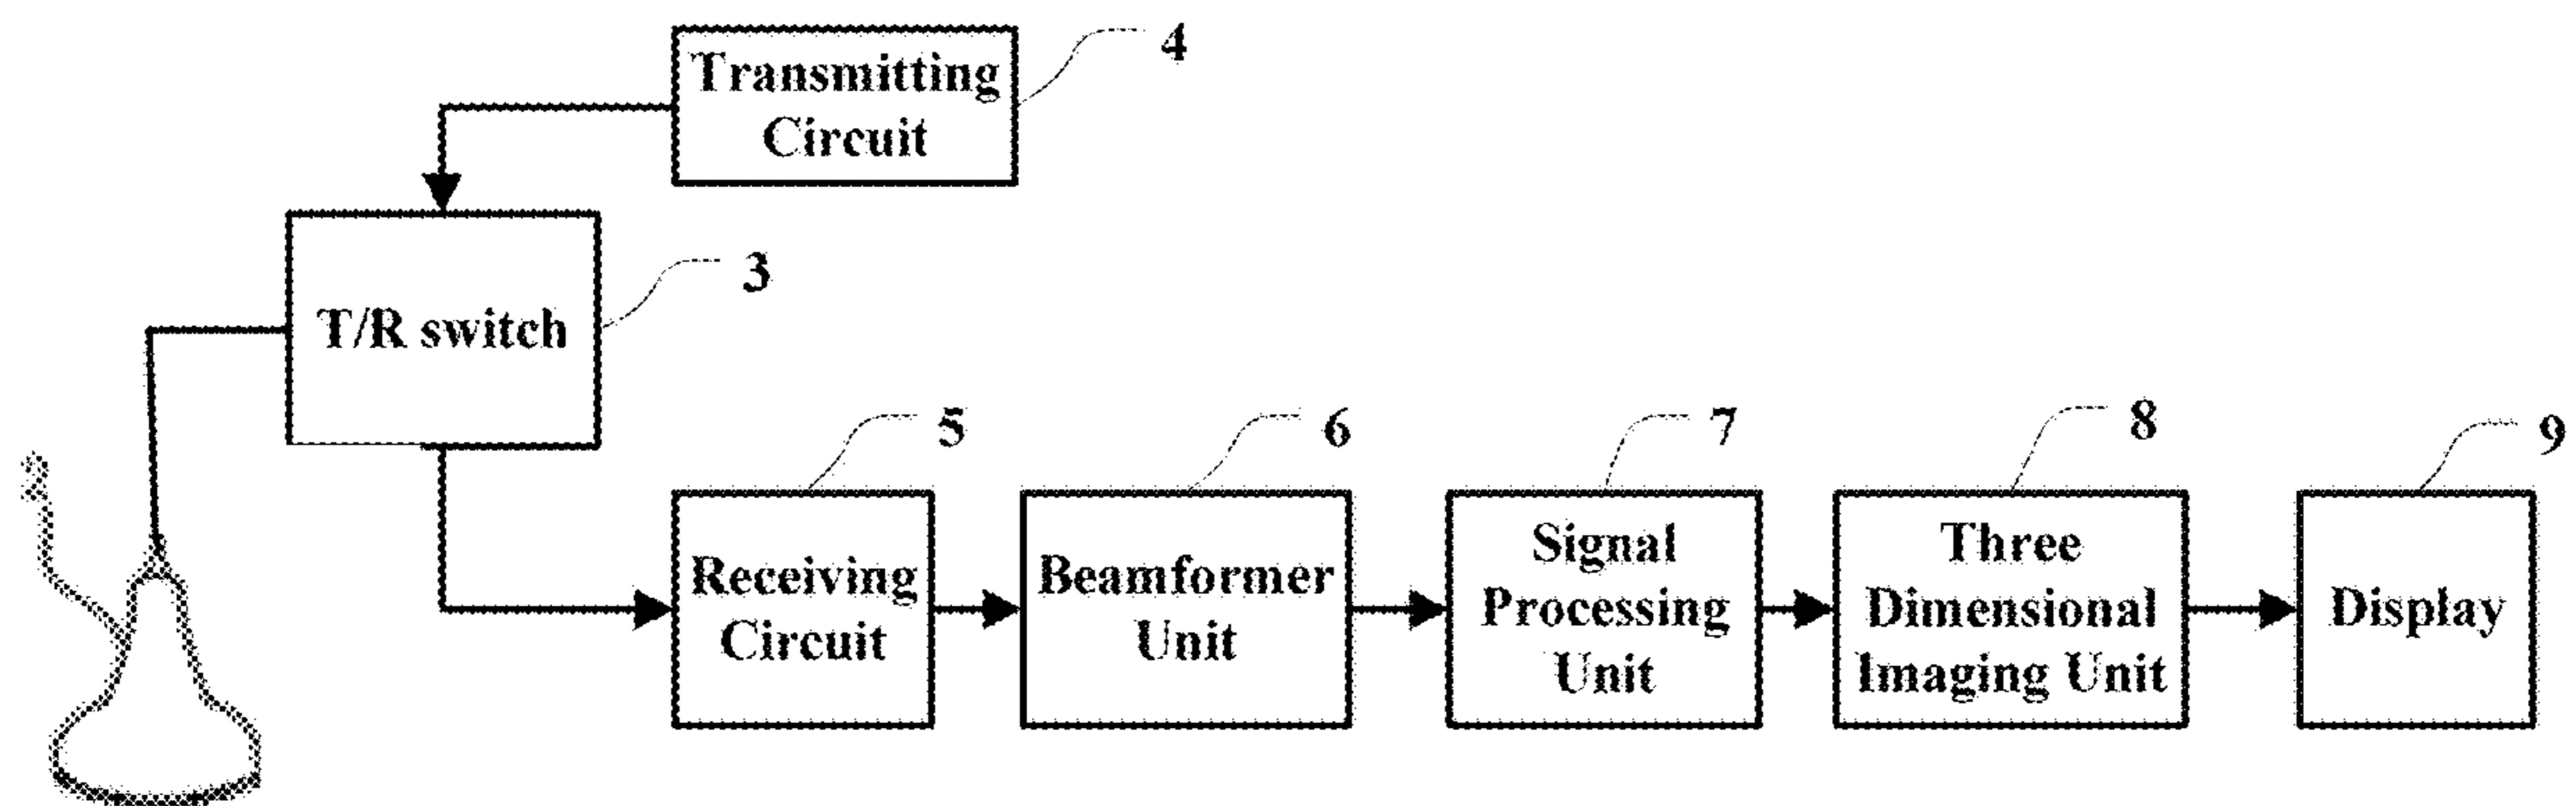 4
Transmitting
Circuit
3
T/R switch
2
5
6
7
8
9
Receiving
Circuit
Beamformer
Unit
Signal
Processing
Unit
Three
Dimensional
Imaging Unit
Display